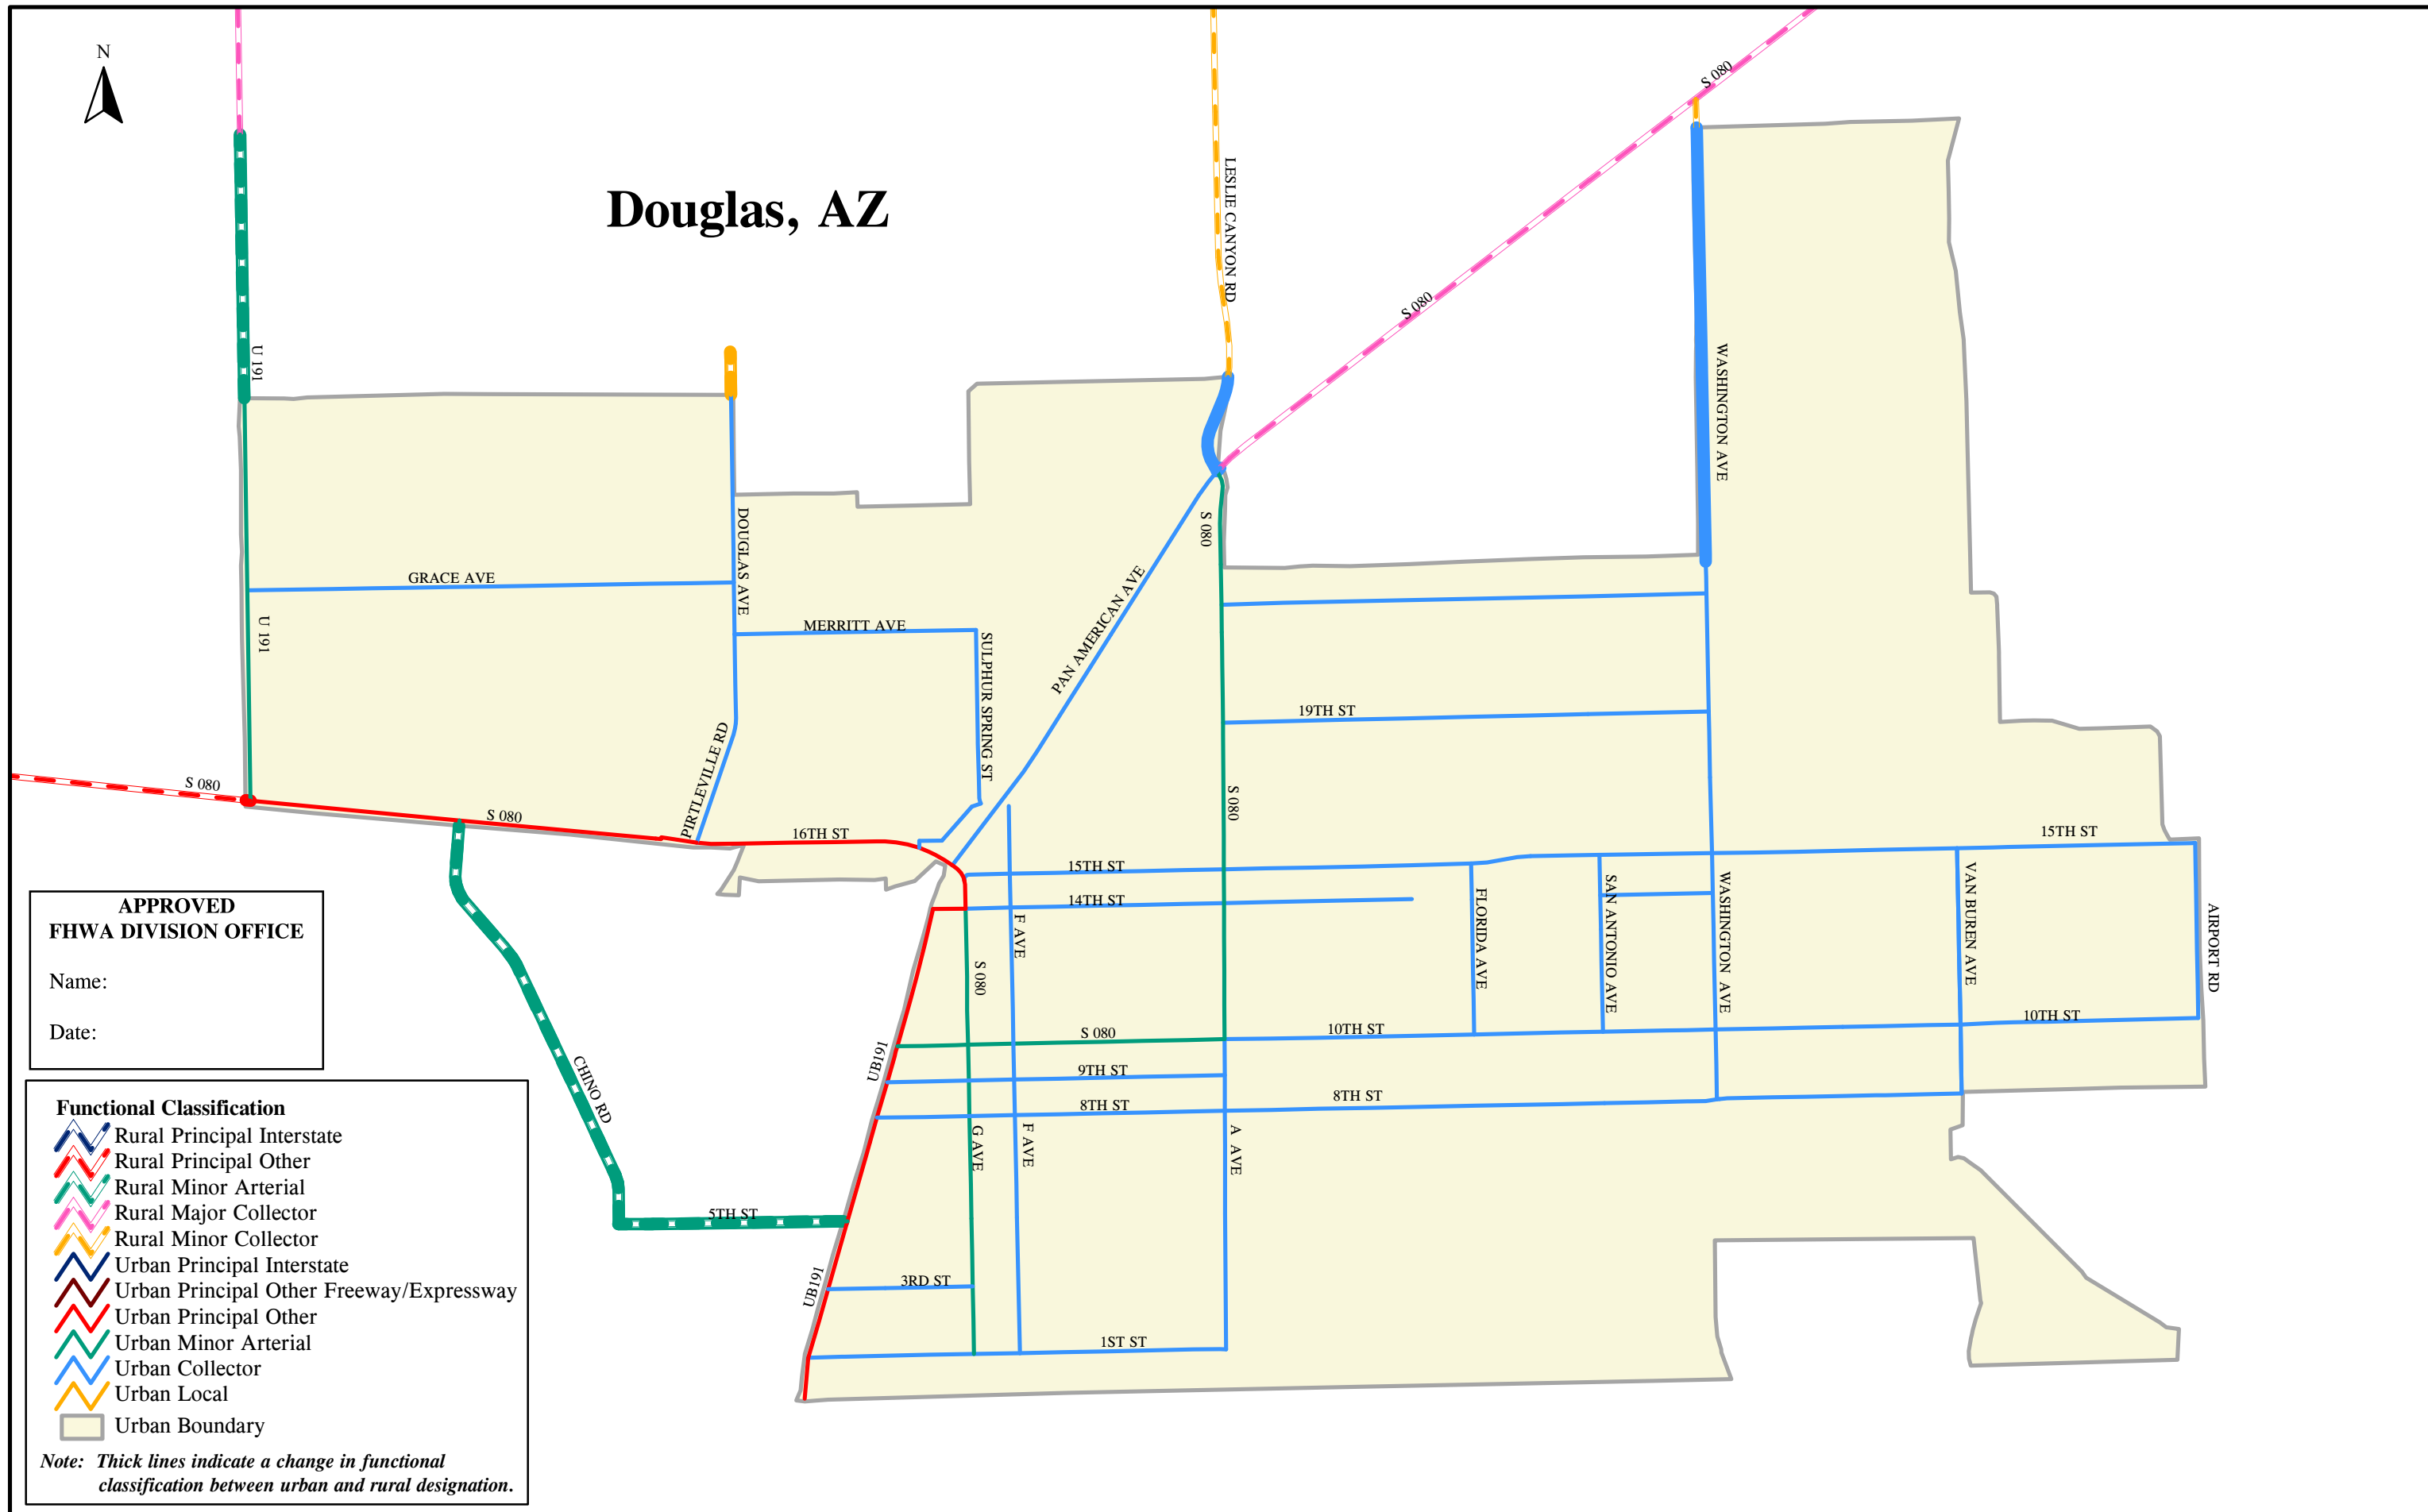 N
Douglas, AZ
S 080
LESLIE CANYON RD
S 080
U 191
WASHINGTON AVE
DOUGLAS AVE
S 080
GRACE AVE
PAN AMERICAN AVE
MERRITT AVE
U 191
SULPHUR SPRING ST
19TH ST
PIRTLEVILLE RD
S 080
S 080
S 080
16TH ST
15TH ST
15TH ST
14TH ST
F AVE
FLORIDA AVE
SAN ANTONIO AVE
WASHINGTON AVE
VAN BUREN AVE
AIRPORT RD
S 080
10TH ST
S 080
10TH ST
UB191
9TH ST
CHINO RD
8TH ST
8TH ST
G AVE
F AVE
A AVE
5TH ST
UB191
3RD ST
1ST ST
APPROVED
FHWA DIVISION OFFICE
Name:
Date:
Functional Classification
Rural Principal Interstate
Rural Principal Other
Rural Minor Arterial
Rural Major Collector
Rural Minor Collector
Urban Principal Interstate
Urban Principal Other Freeway/Expressway
Urban Principal Other
Urban Minor Arterial
Urban Collector
Urban Local
Urban Boundary
Note: Thick lines indicate a change in functional
classification between urban and rural designation.